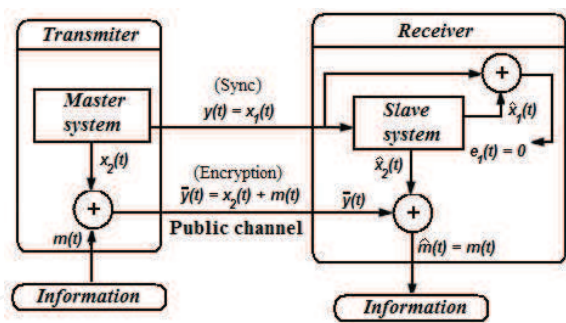 Transmiter
Receiver
Master
system
(Sync)
y(t) = x₁(t)
Slave
system
x̂₁(t)
e₁(t) = 0
x₂(t)
x̂₂(t)
(Encryption)
ȳ(t) = x₂(t) + m(t)
ȳ(t)
+
+
+
Public channel
m(t)
m̂(t) = m(t)
Information
Information